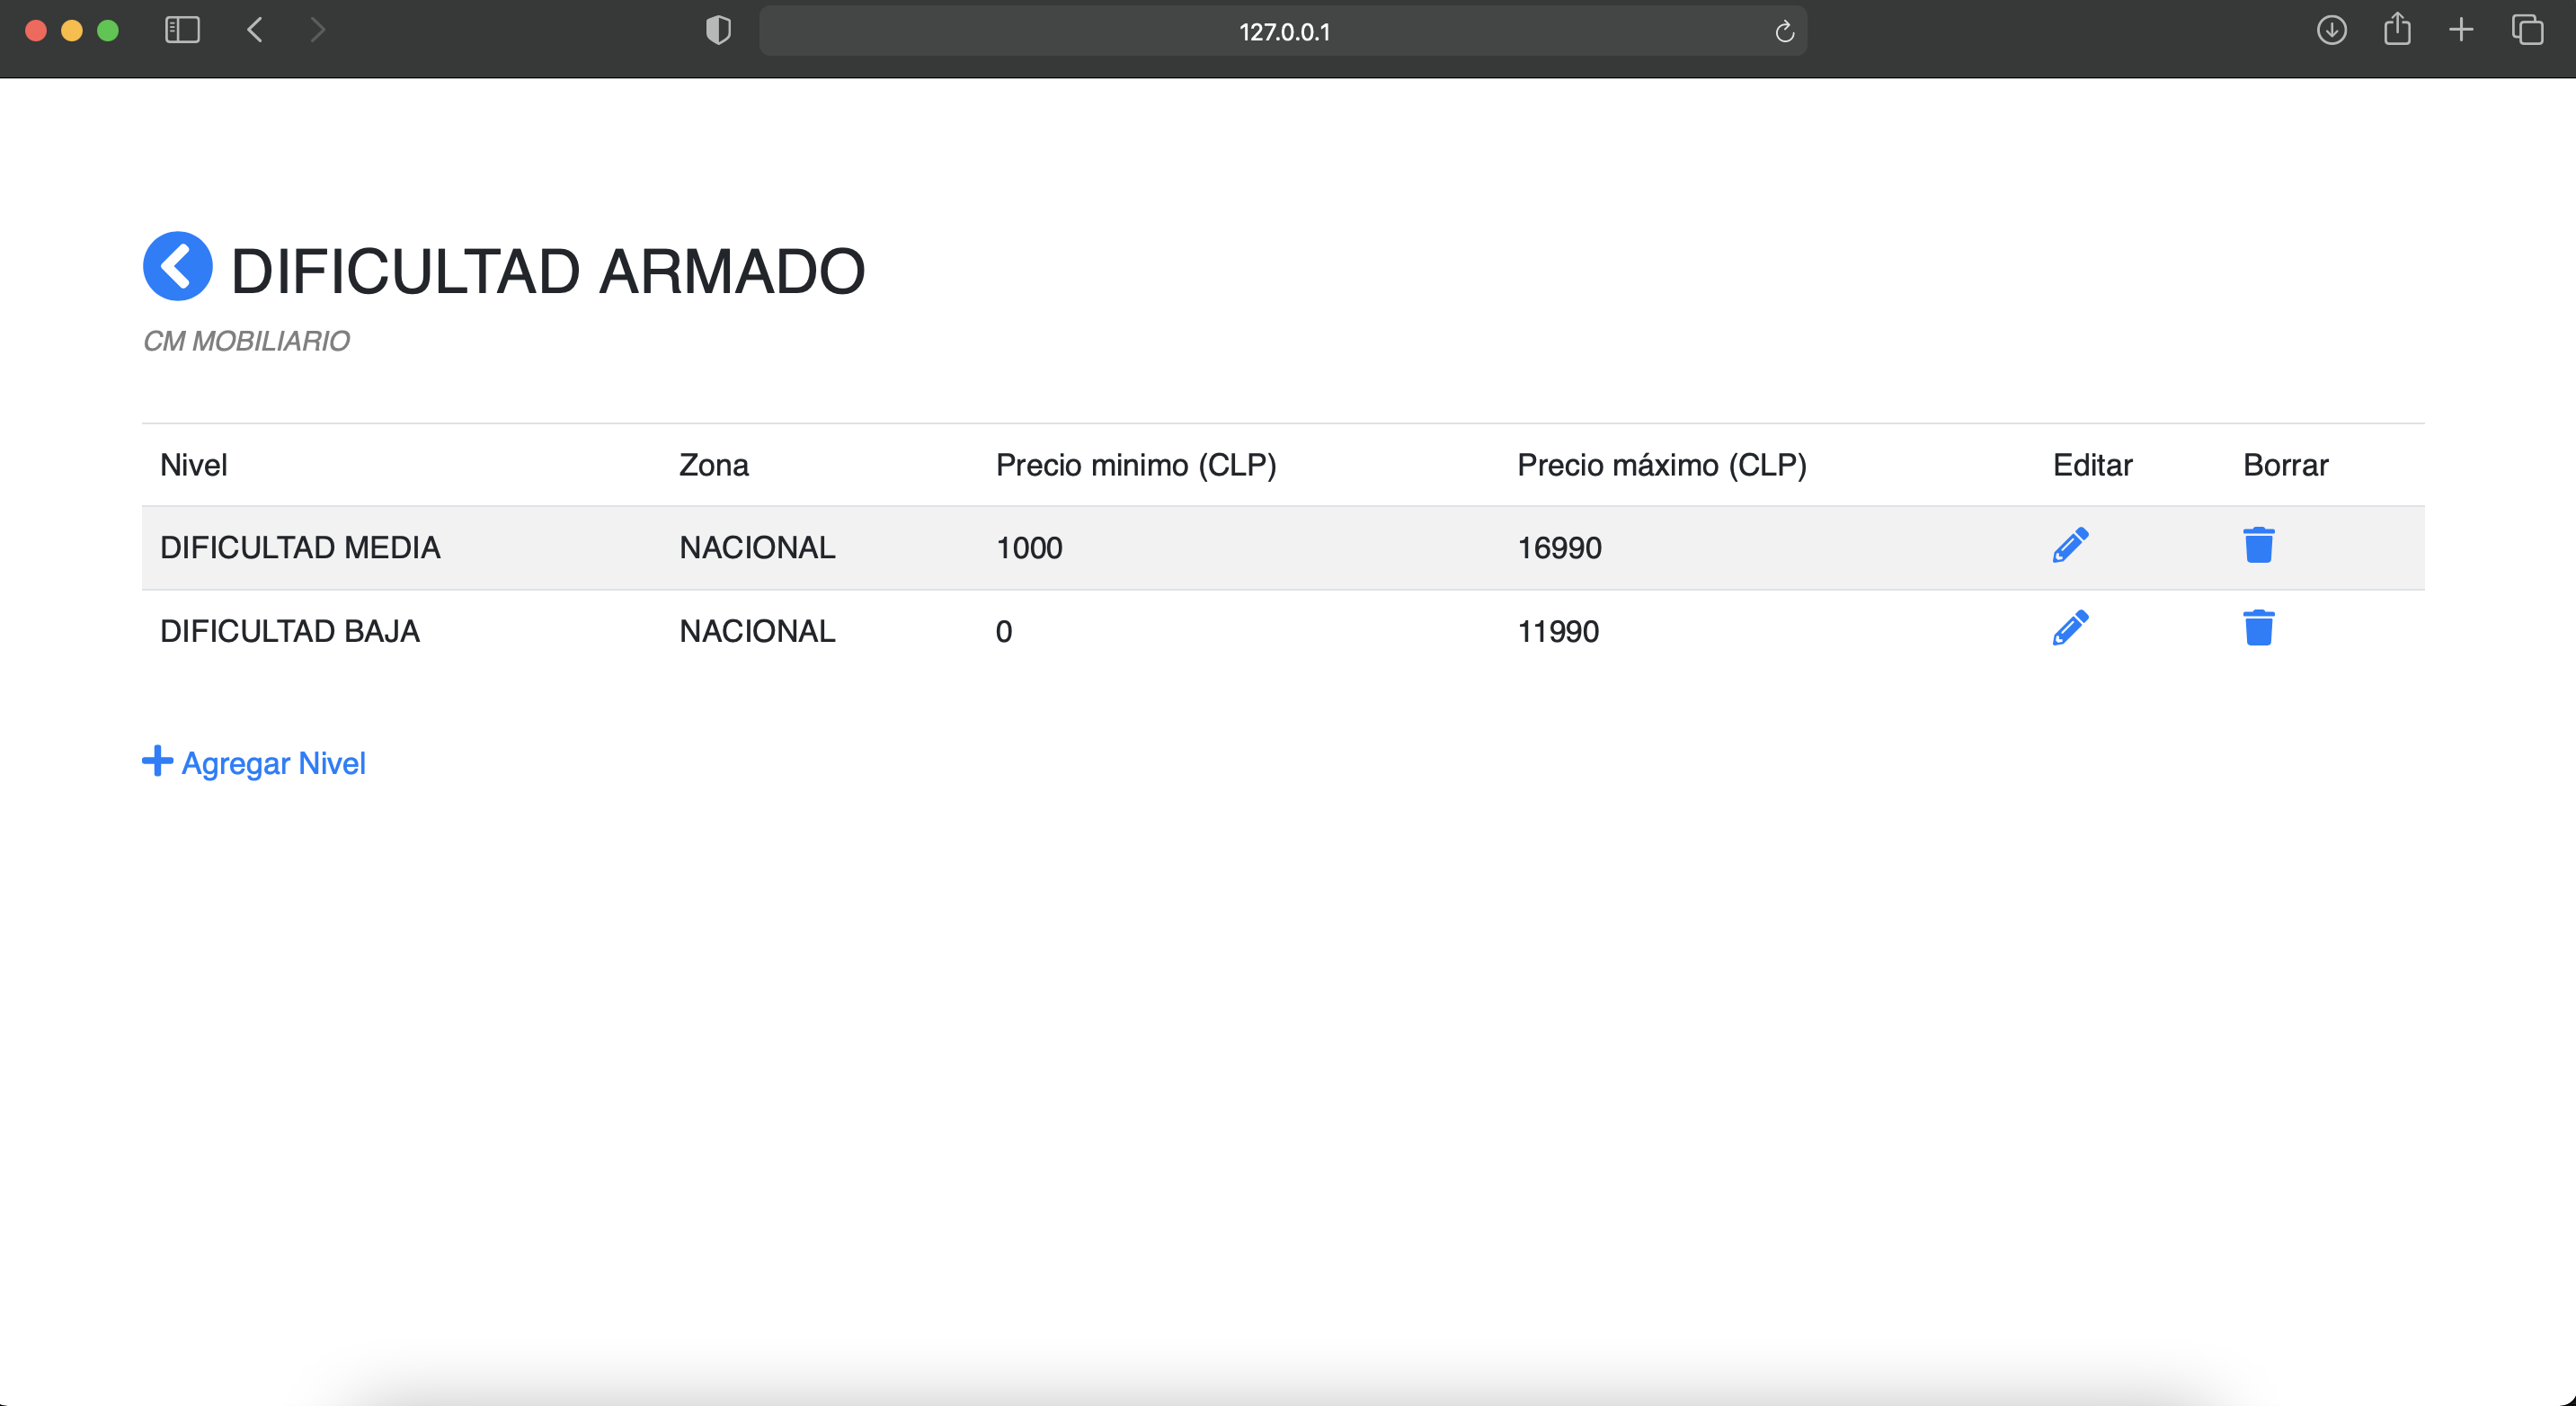 127.0.0.1
DIFICULTAD ARMADO
CM MOBILIARIO
Nivel Zona Precio minimo (CLP) Precio máximo (CLP) Editar Borrar
DIFICULTAD MEDIA NACIONAL 1000 16990
DIFICULTAD BAJA NACIONAL 0 11990
Agregar Nivel